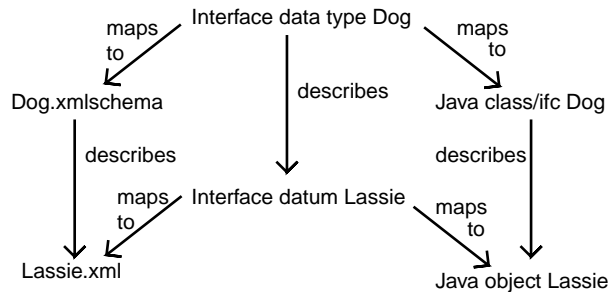 Interface data type Dog
maps
to
maps
to
Dog.xmlschema
describes
Java class/ifc Dog
describes
describes
maps
to
Interface datum Lassie
maps
to
Lassie.xml
Java object Lassie